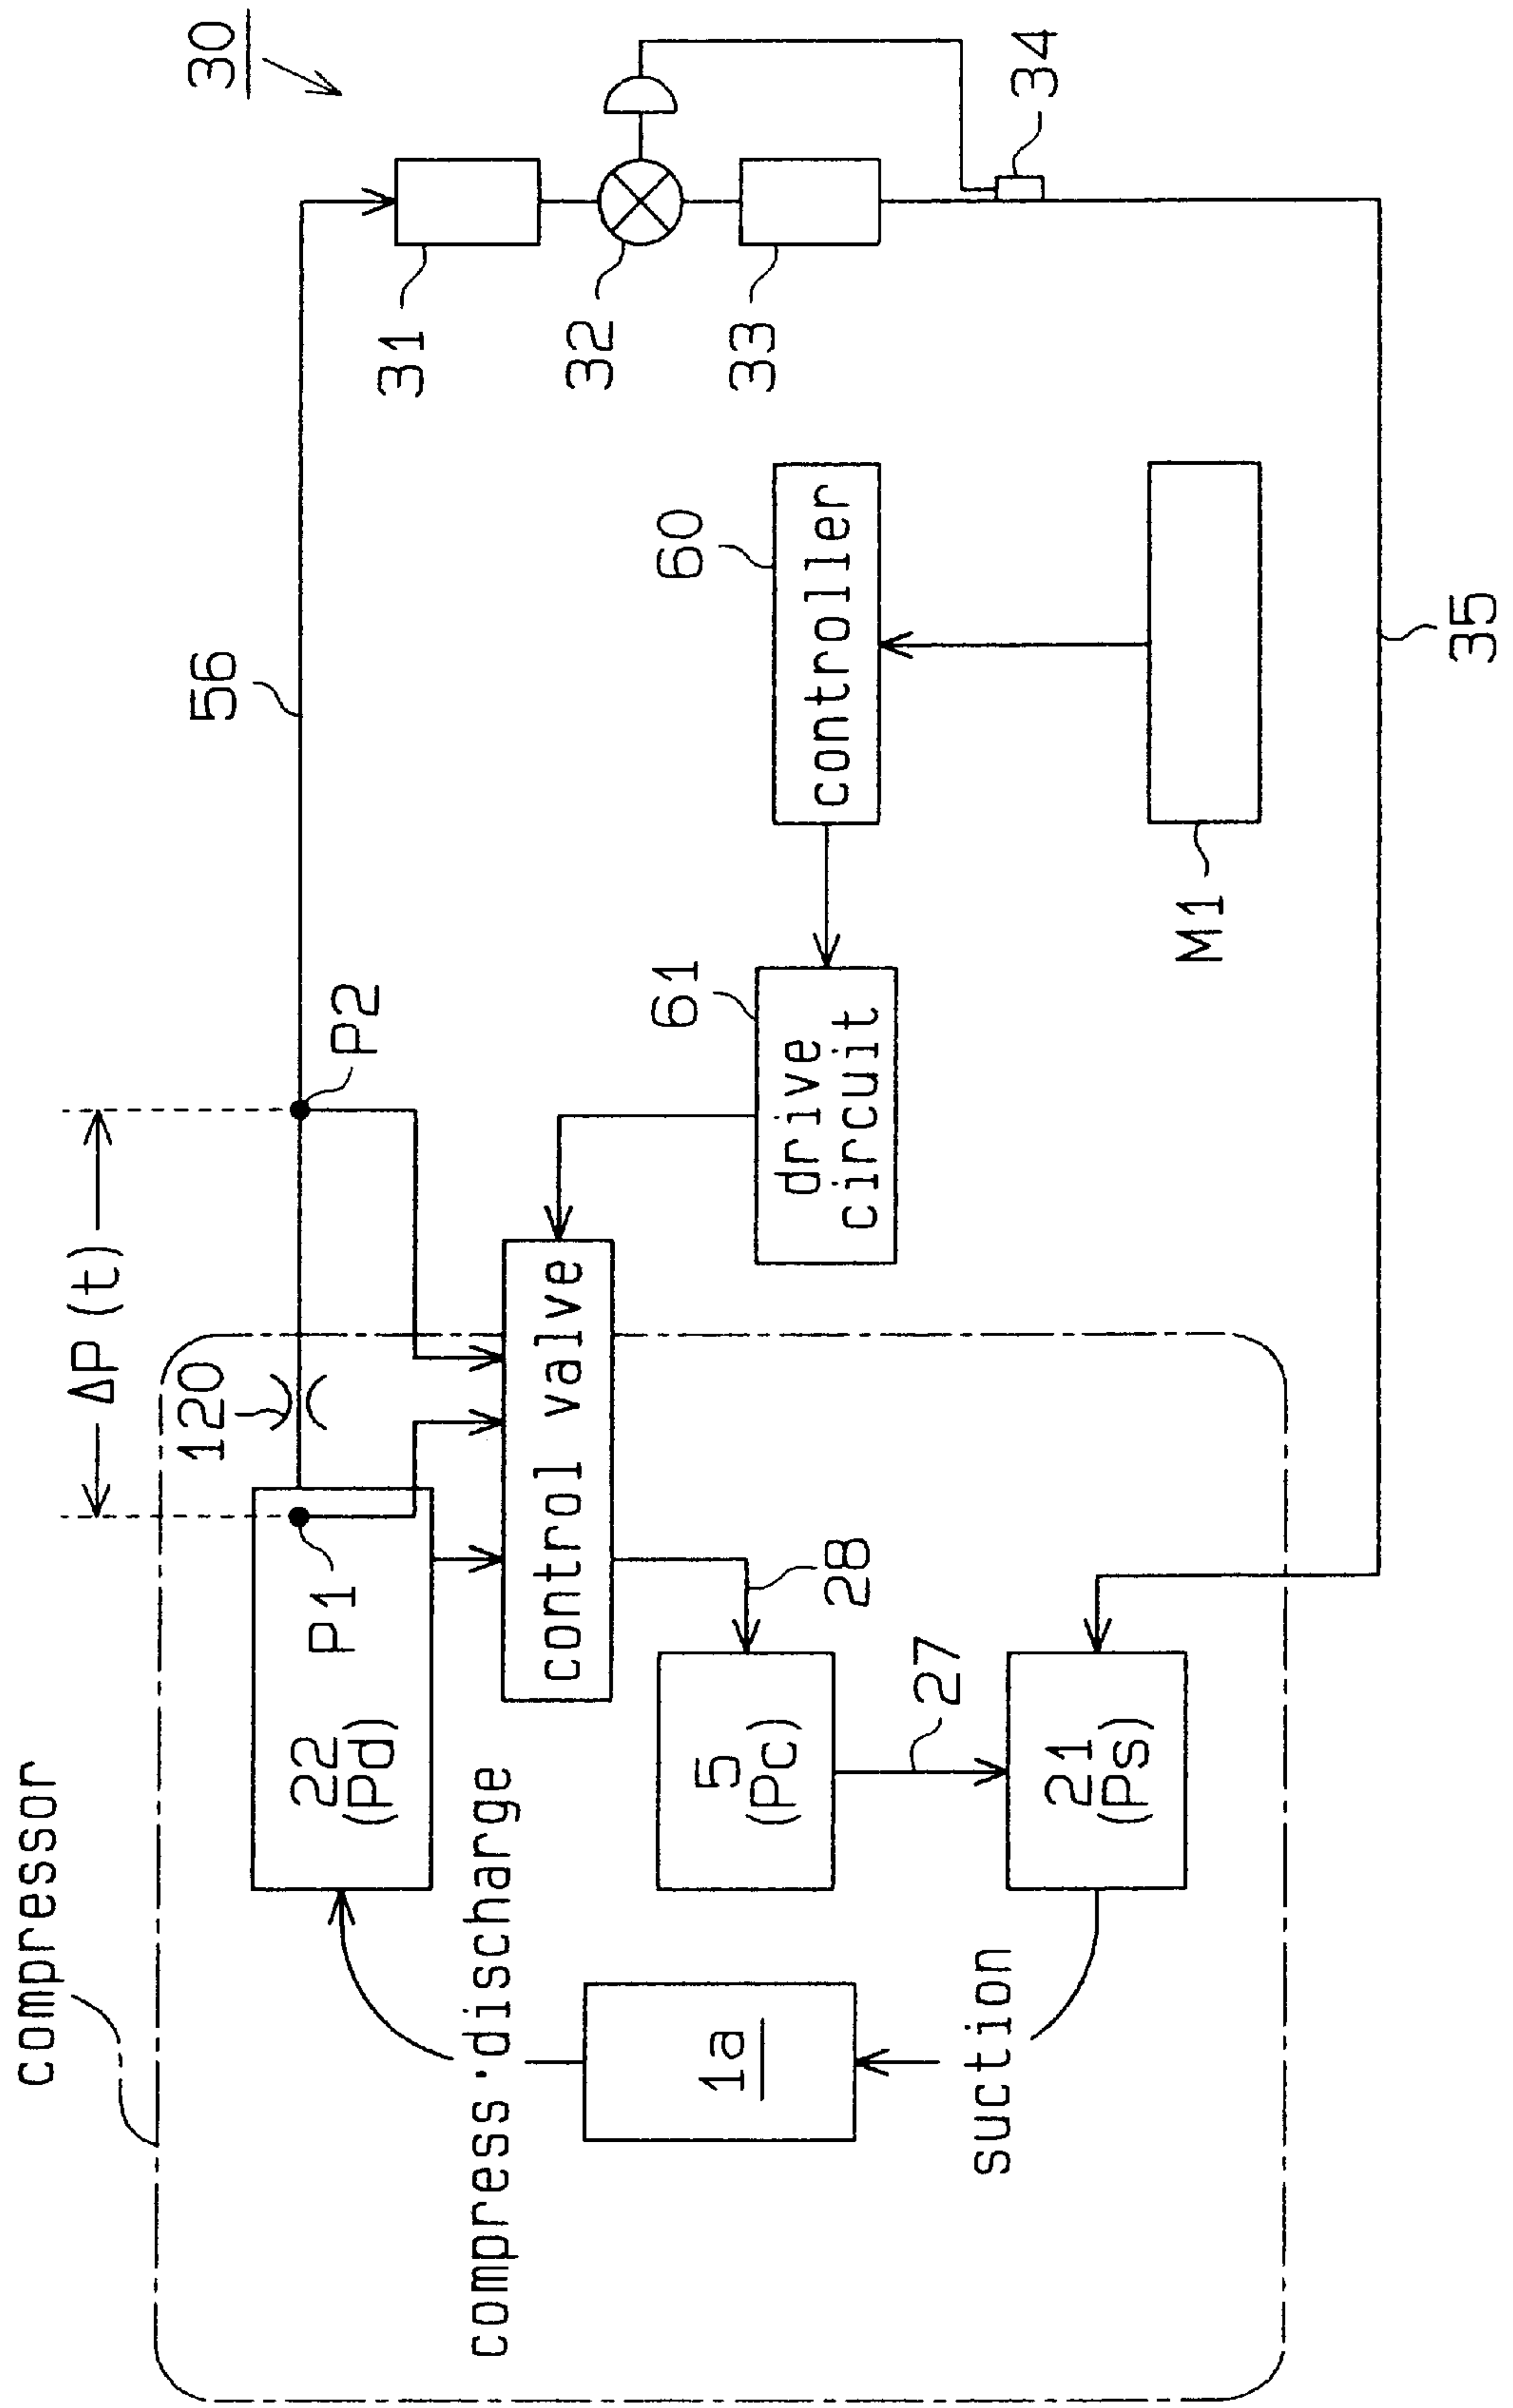 compressor
ΔP(t)
120
56
30
P1
P2
22
(Pd)
31
32
33
34
control valve
compress·discharge
28
5
(Pc)
27
21
(Ps)
1a
suction
61
drive
circuit
60
controller
M1
35